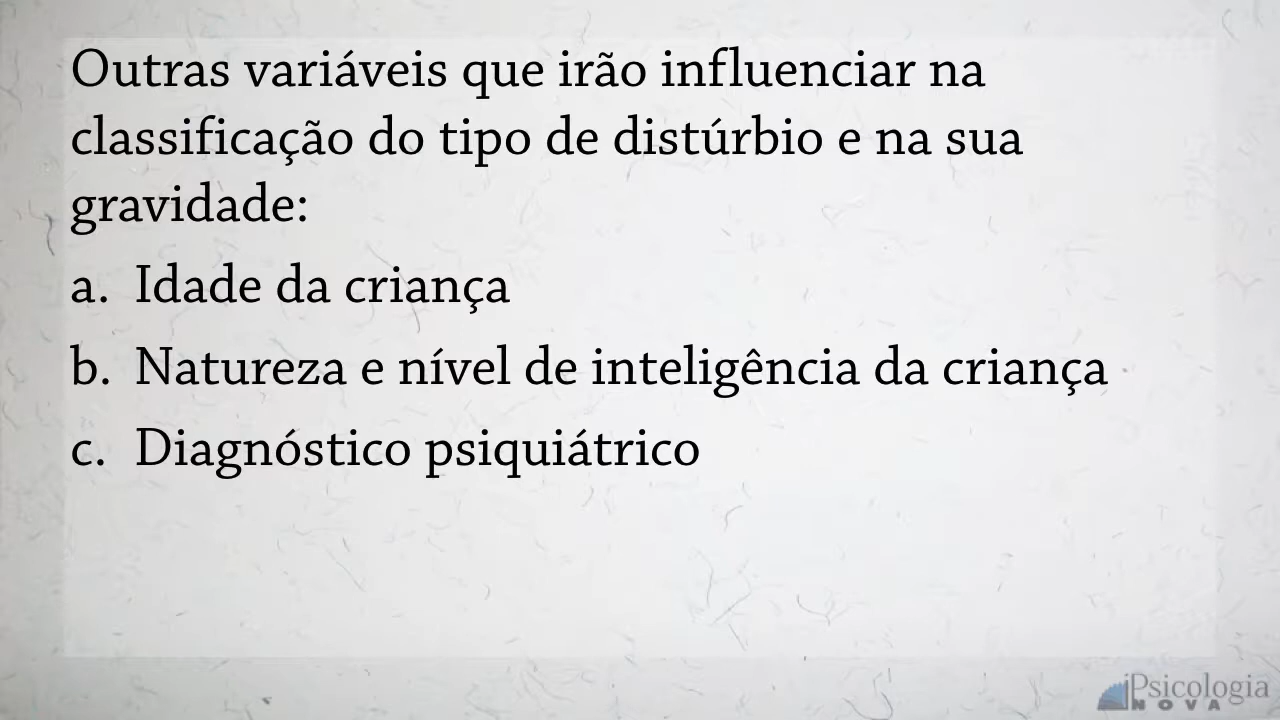 Outras variáveis que irão influenciar na
classificação do tipo de distúrbio e na sua
gravidade:
a. Idade da criança
b. Natureza e nível de inteligência da criança
c. Diagnóstico psiquiátrico
Psicologia
NOVA